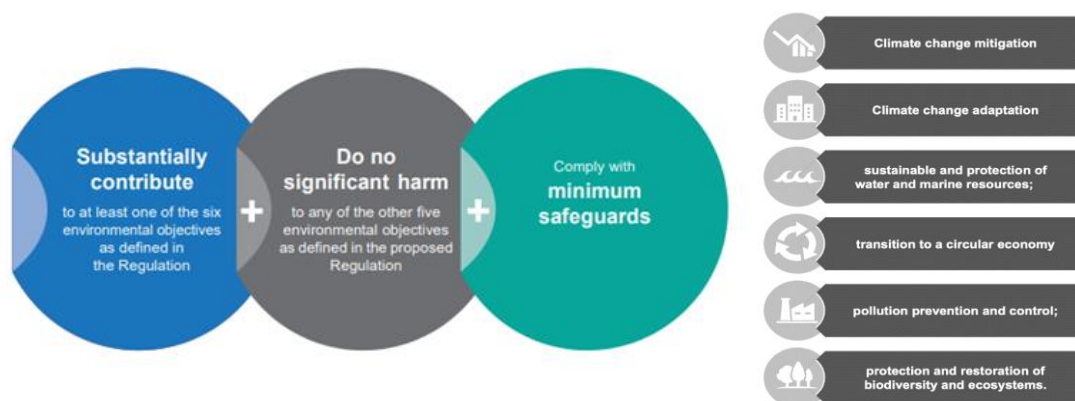 Substantially
contribute
to at least one of the six
environmental objectives
as defined in
the Regulation
+
Do no
significant harm
to any of the other five
environmental objectives
as defined in the proposed
Regulation
+
Comply with
minimum
safeguards
Climate change mitigation
Climate change adaptation
sustainable and protection of
water and marine resources;
transition to a circular economy
pollution prevention and control;
protection and restoration of
biodiversity and ecosystems.